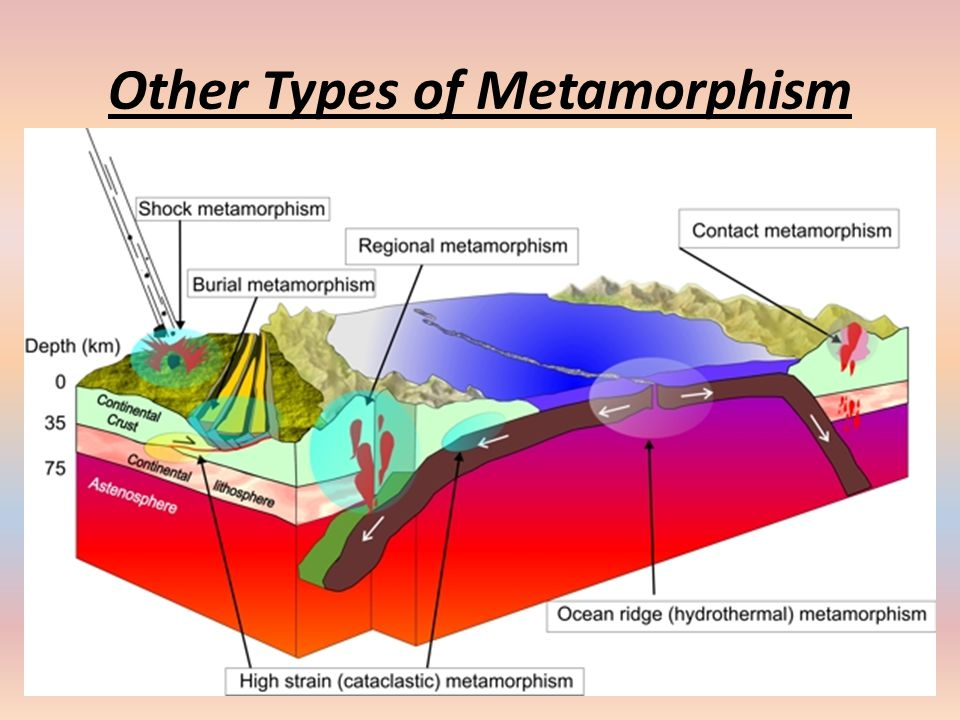 Other Types of Metamorphism
Shock metamorphism
Contact metamorphism
Regional metamorphism
Burial metamorphism
Depth (km)
0
35
75
Continental
Crust
Continental lithosphere
Astenosphere
Ocean ridge (hydrothermal) metamorphism
High strain (cataclastic) metamorphism